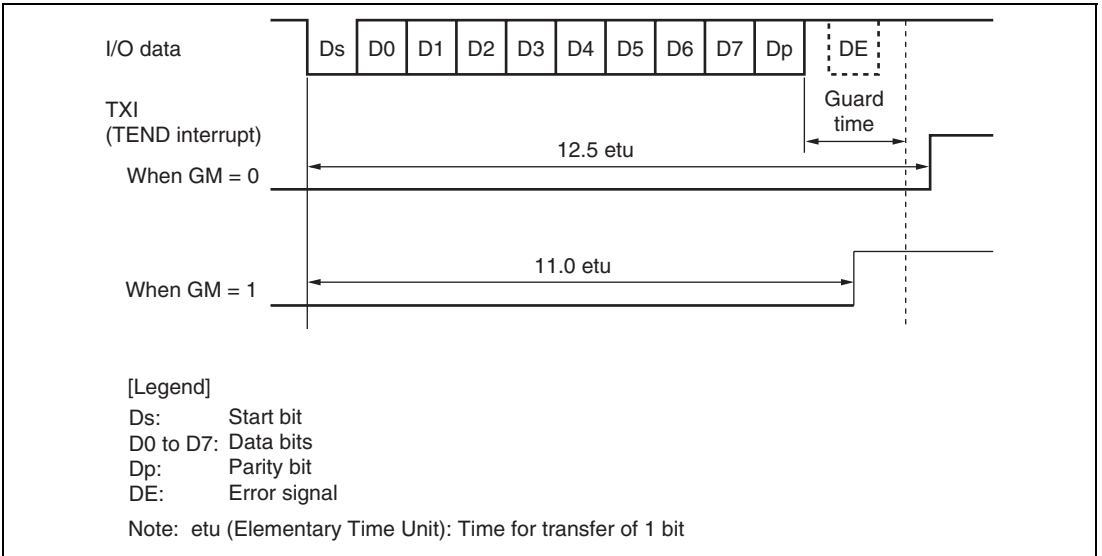 I/O data
Ds D0 D1 D2 D3 D4 D5 D6 D7 Dp DE
Guard
time
TXI
(TEND interrupt)
12.5 etu
When GM = 0
11.0 etu
When GM = 1
[Legend]
Ds: Start bit
D0 to D7: Data bits
Dp: Parity bit
DE: Error signal
Note: etu (Elementary Time Unit): Time for transfer of 1 bit